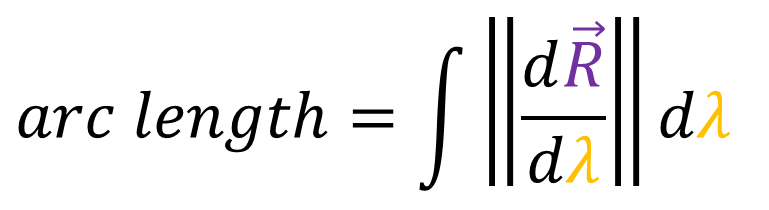 arc length = ∫ ‖dR⃗/dλ‖ dλ